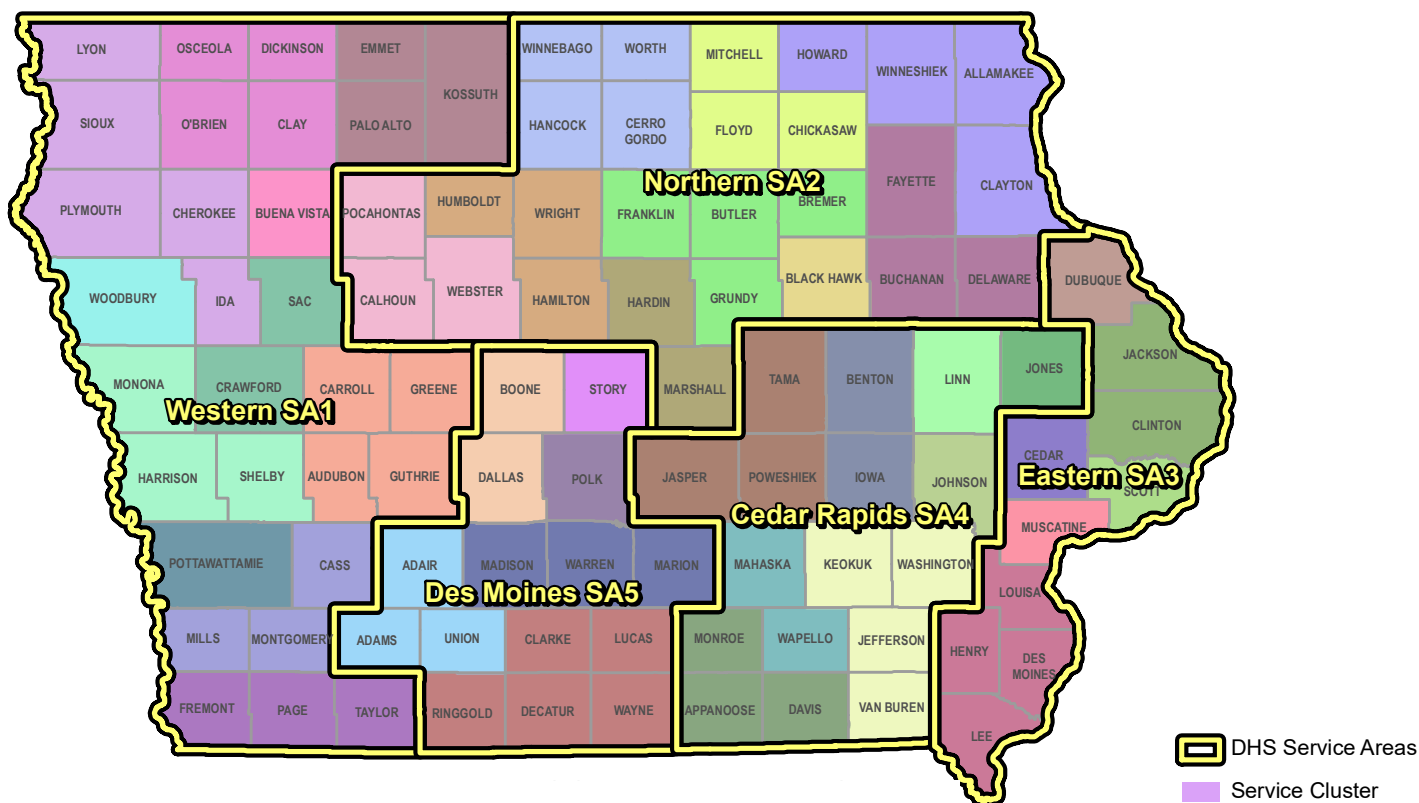 LYON
OSCEOLA
DICKINSON
EMMET
KOSSUTH
WINNEBAGO
WORTH
MITCHELL
HOWARD
WINNESHIEK
ALLAMAKEE
SIOUX
O'BRIEN
CLAY
PALO ALTO
HANCOCK
CERRO
GORDO
FLOYD
CHICKASAW
FAYETTE
CLAYTON
Northern SA2
PLYMOUTH
CHEROKEE
BUENA VISTA
POCAHONTAS
HUMBOLDT
WRIGHT
FRANKLIN
BUTLER
BREMER
WOODBURY
IDA
SAC
CALHOUN
WEBSTER
HAMILTON
HARDIN
GRUNDY
BLACK HAWK
BUCHANAN
DELAWARE
DUBUQUE
MONONA
CRAWFORD
CARROLL
GREENE
BOONE
STORY
MARSHALL
TAMA
BENTON
LINN
JONES
JACKSON
Western SA1
HARRISON
SHELBY
AUDUBON
GUTHRIE
DALLAS
POLK
JASPER
POWESHIEK
IOWA
JOHNSON
CEDAR
CLINTON
SCOTT
Eastern SA3
Cedar Rapids SA4
MUSCATINE
POTTAWATTAMIE
CASS
ADAIR
MADISON
WARREN
MARION
MAHASKA
KEOKUK
WASHINGTON
LOUISA
Des Moines SA5
MILLS
MONTGOMERY
ADAMS
UNION
CLARKE
LUCAS
MONROE
WAPELLO
JEFFERSON
HENRY
DES
MOINES
FREMONT
PAGE
TAYLOR
RINGGOLD
DECATUR
WAYNE
APPANOOSE
DAVIS
VAN BUREN
LEE
DHS Service Areas
Service Cluster